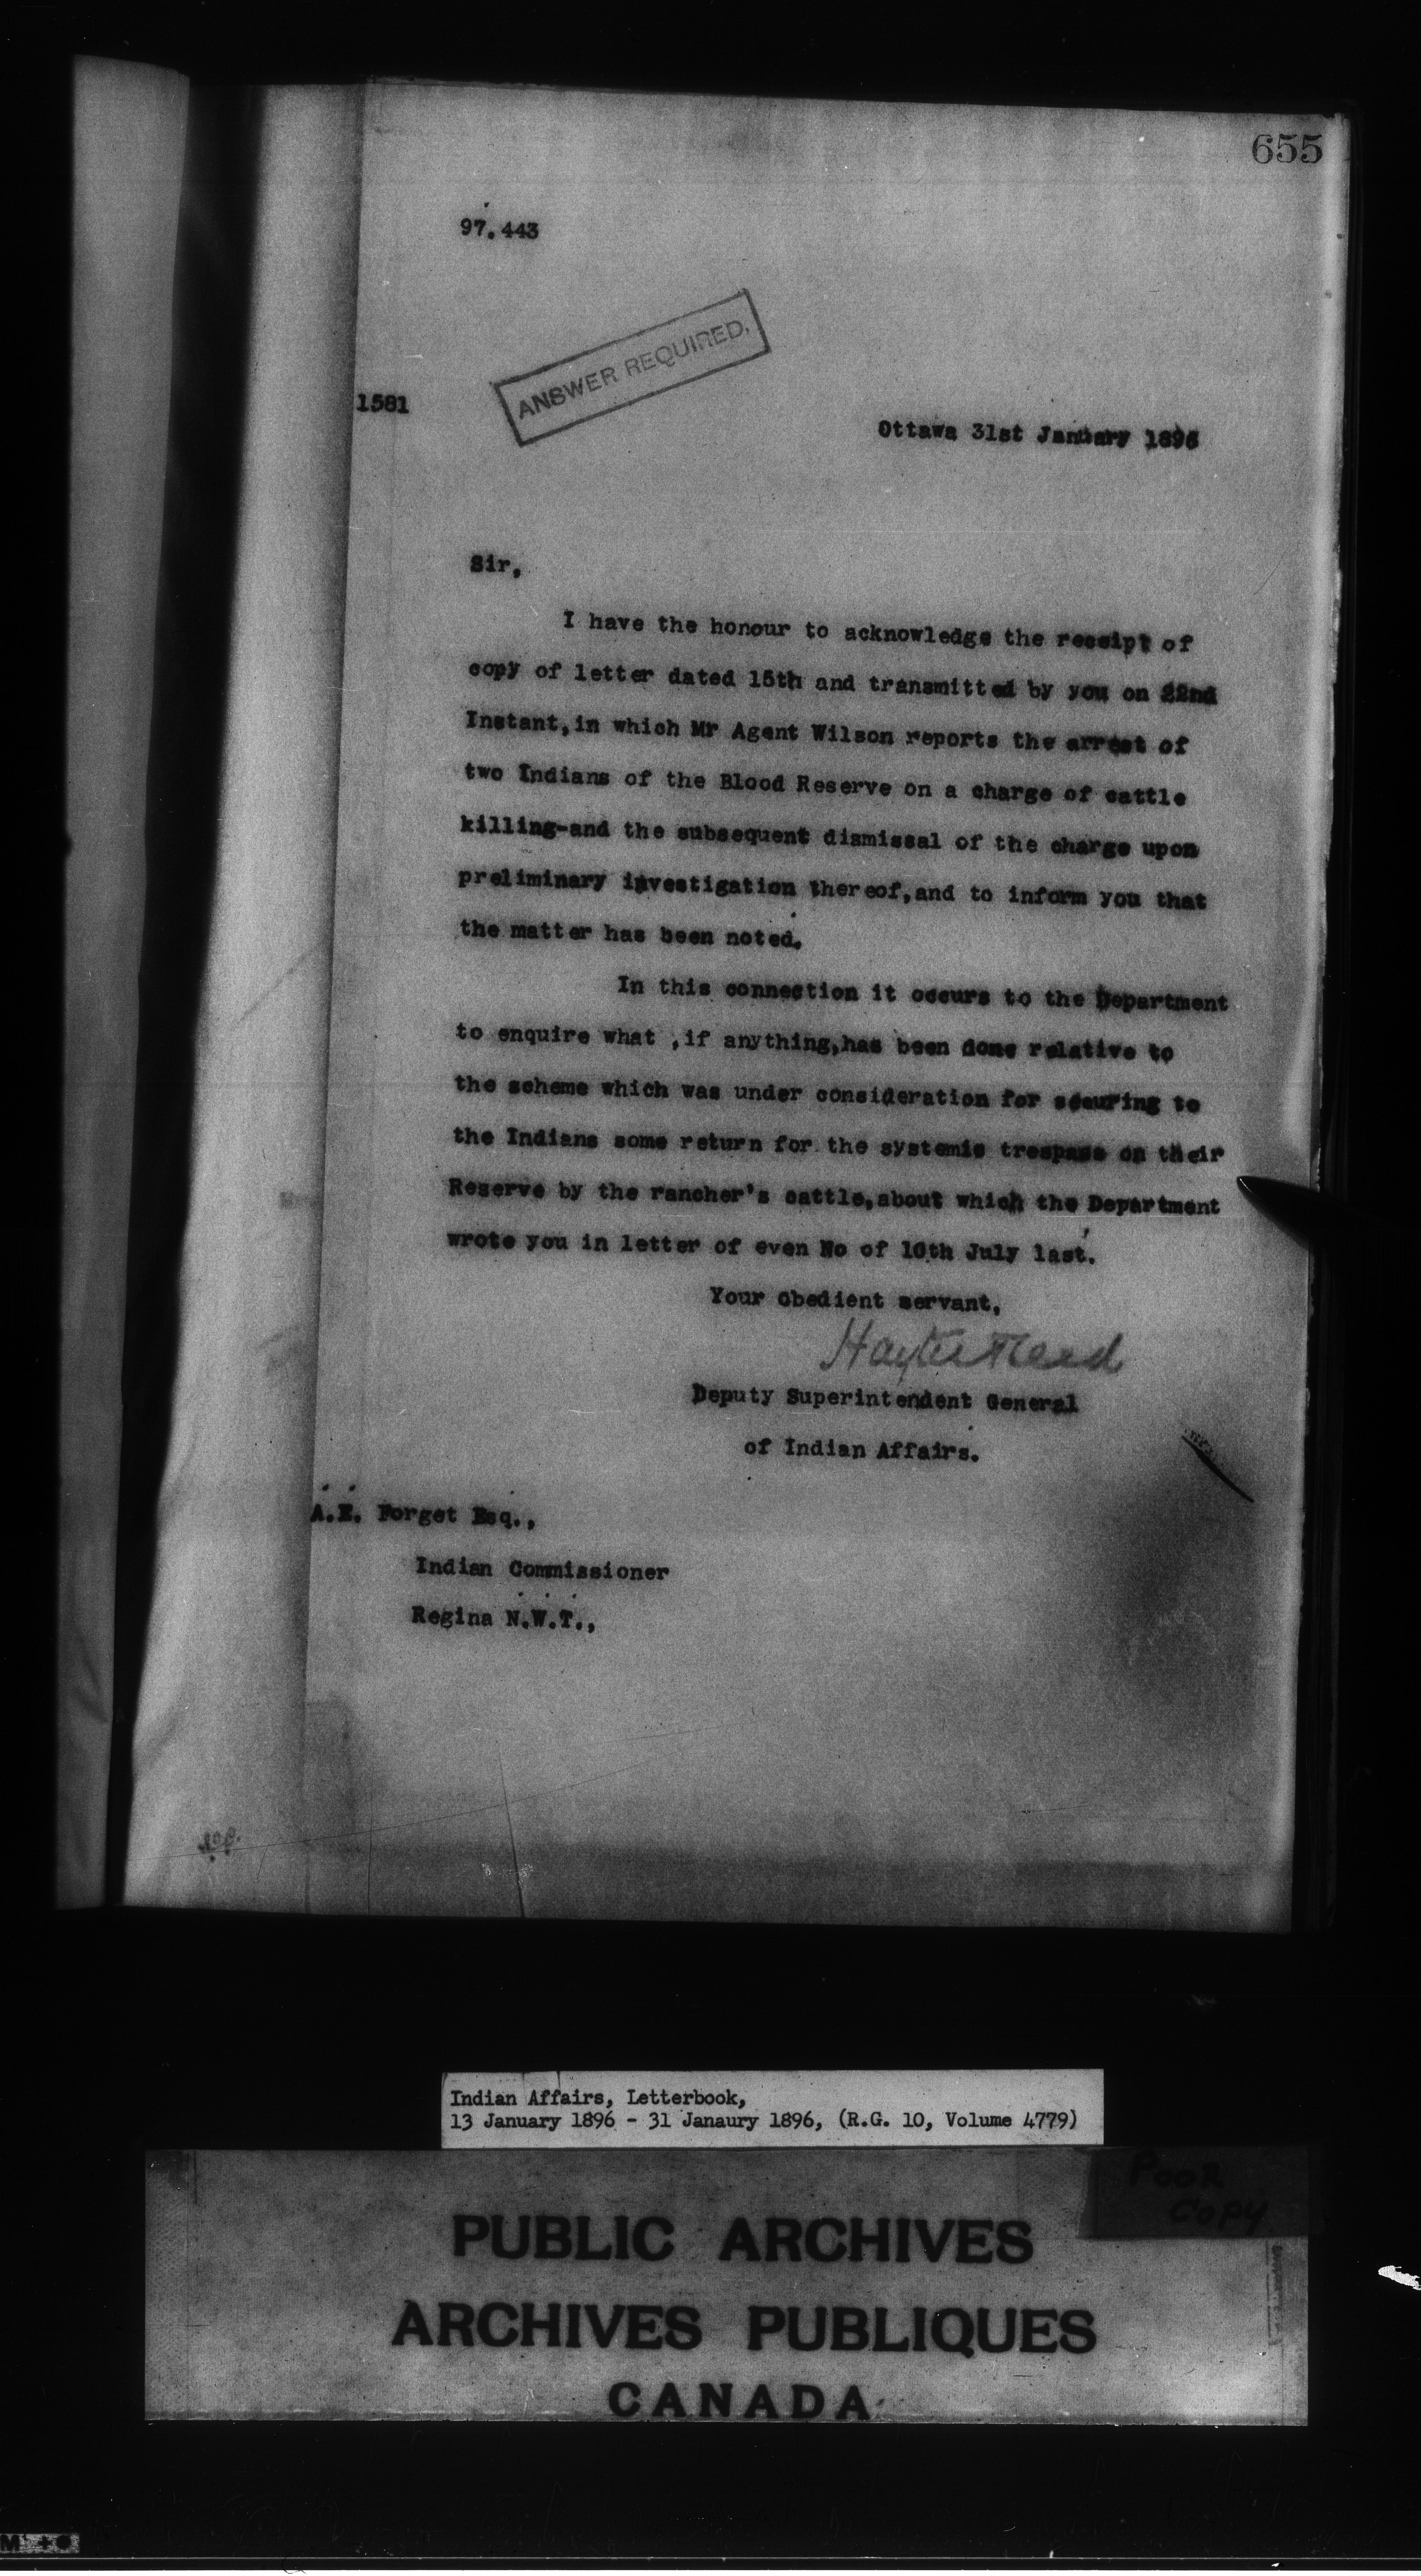 655
97.443
ANSWER REQUIRED.
1581
Ottawa 31st January 1896
Sir,
I have the honour to acknowledge the receipt of
copy of letter dated 15th and transmitted by you on 22nd
Instant,in which Mr Agent Wilson reports the arrest of
two Indians of the Blood Reserve on a charge of cattle
killing-and the subsequent dismissal of the charge upon
preliminary investigation thereof,and to inform you that
the matter has been noted.
In this connection it occurs to the Department
to enquire what ,if anything,has been done relative to
the scheme which was under consideration for securing to
the Indians some return for the systemic trespass on their
Reserve by the rancher's cattle,about which the Department
wrote you in letter of even No of 10th July last.
Your obedient servant,
Hayter Reed
Deputy Superintendent General
of Indian Affairs.
A.E. Forget Esq.,
Indian Commissioner
Regina N.W.T.,
Indian Affairs, Letterbook,
13 January 1896 - 31 Janaury 1896, (R.G. 10, Volume 4779)
POOR
COPY
PUBLIC ARCHIVES
ARCHIVES PUBLIQUES
CANADA